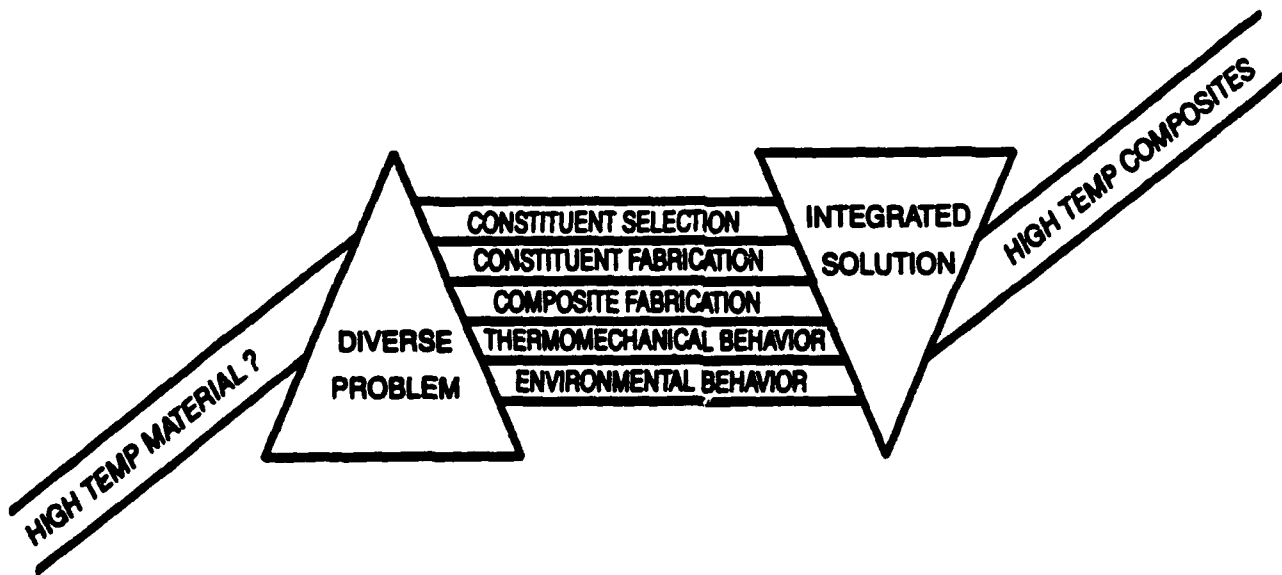 HIGH TEMP MATERIAL ?
DIVERSE
PROBLEM
CONSTITUENT SELECTION
CONSTITUENT FABRICATION
COMPOSITE FABRICATION
THERMOMECHANICAL BEHAVIOR
ENVIRONMENTAL BEHAVIOR
INTEGRATED
SOLUTION
HIGH TEMP COMPOSITES